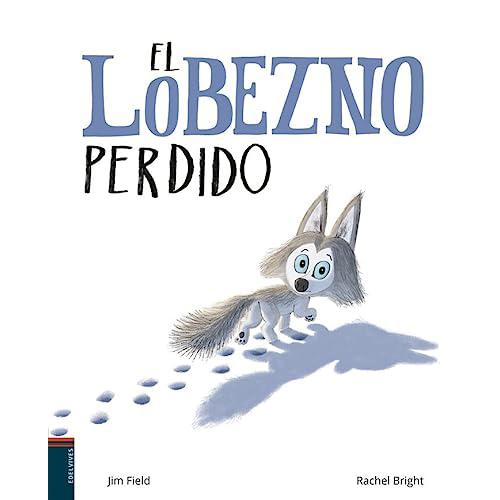 EL
LOBEZNO
PERDIDO
EDELVIVES
Jim Field
Rachel Bright